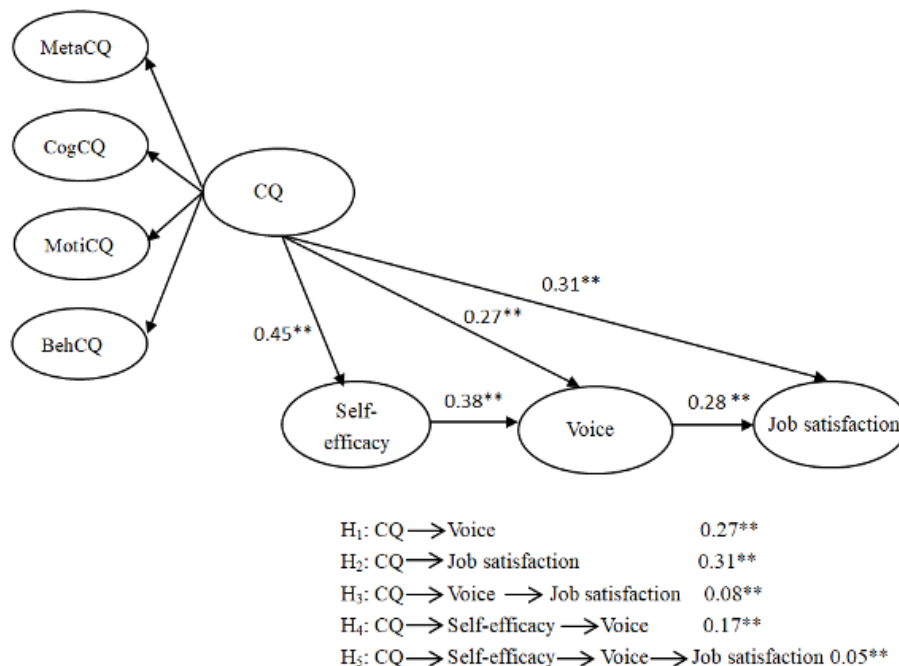 MetaCQ
CogCQ
CQ
MotiCQ
BehCQ
0.31**
0.27**
0.45**
0.38**
0.28 **
Self-
efficacy
Voice
Job satisfaction
H₁: CQ → Voice 0.27**
H₂: CQ → Job satisfaction 0.31**
H₃: CQ → Voice → Job satisfaction 0.08**
H₄: CQ → Self-efficacy → Voice 0.17**
H₅: CQ → Self-efficacy → Voice → Job satisfaction 0.05**